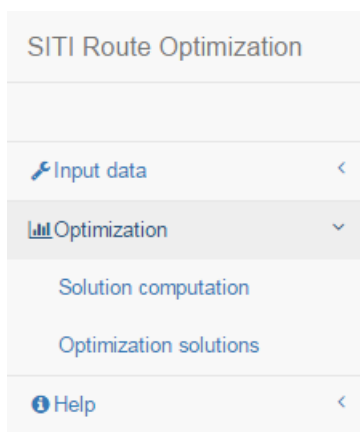 SITI Route Optimization
Input data
Optimization
Solution computation
Optimization solutions
Help